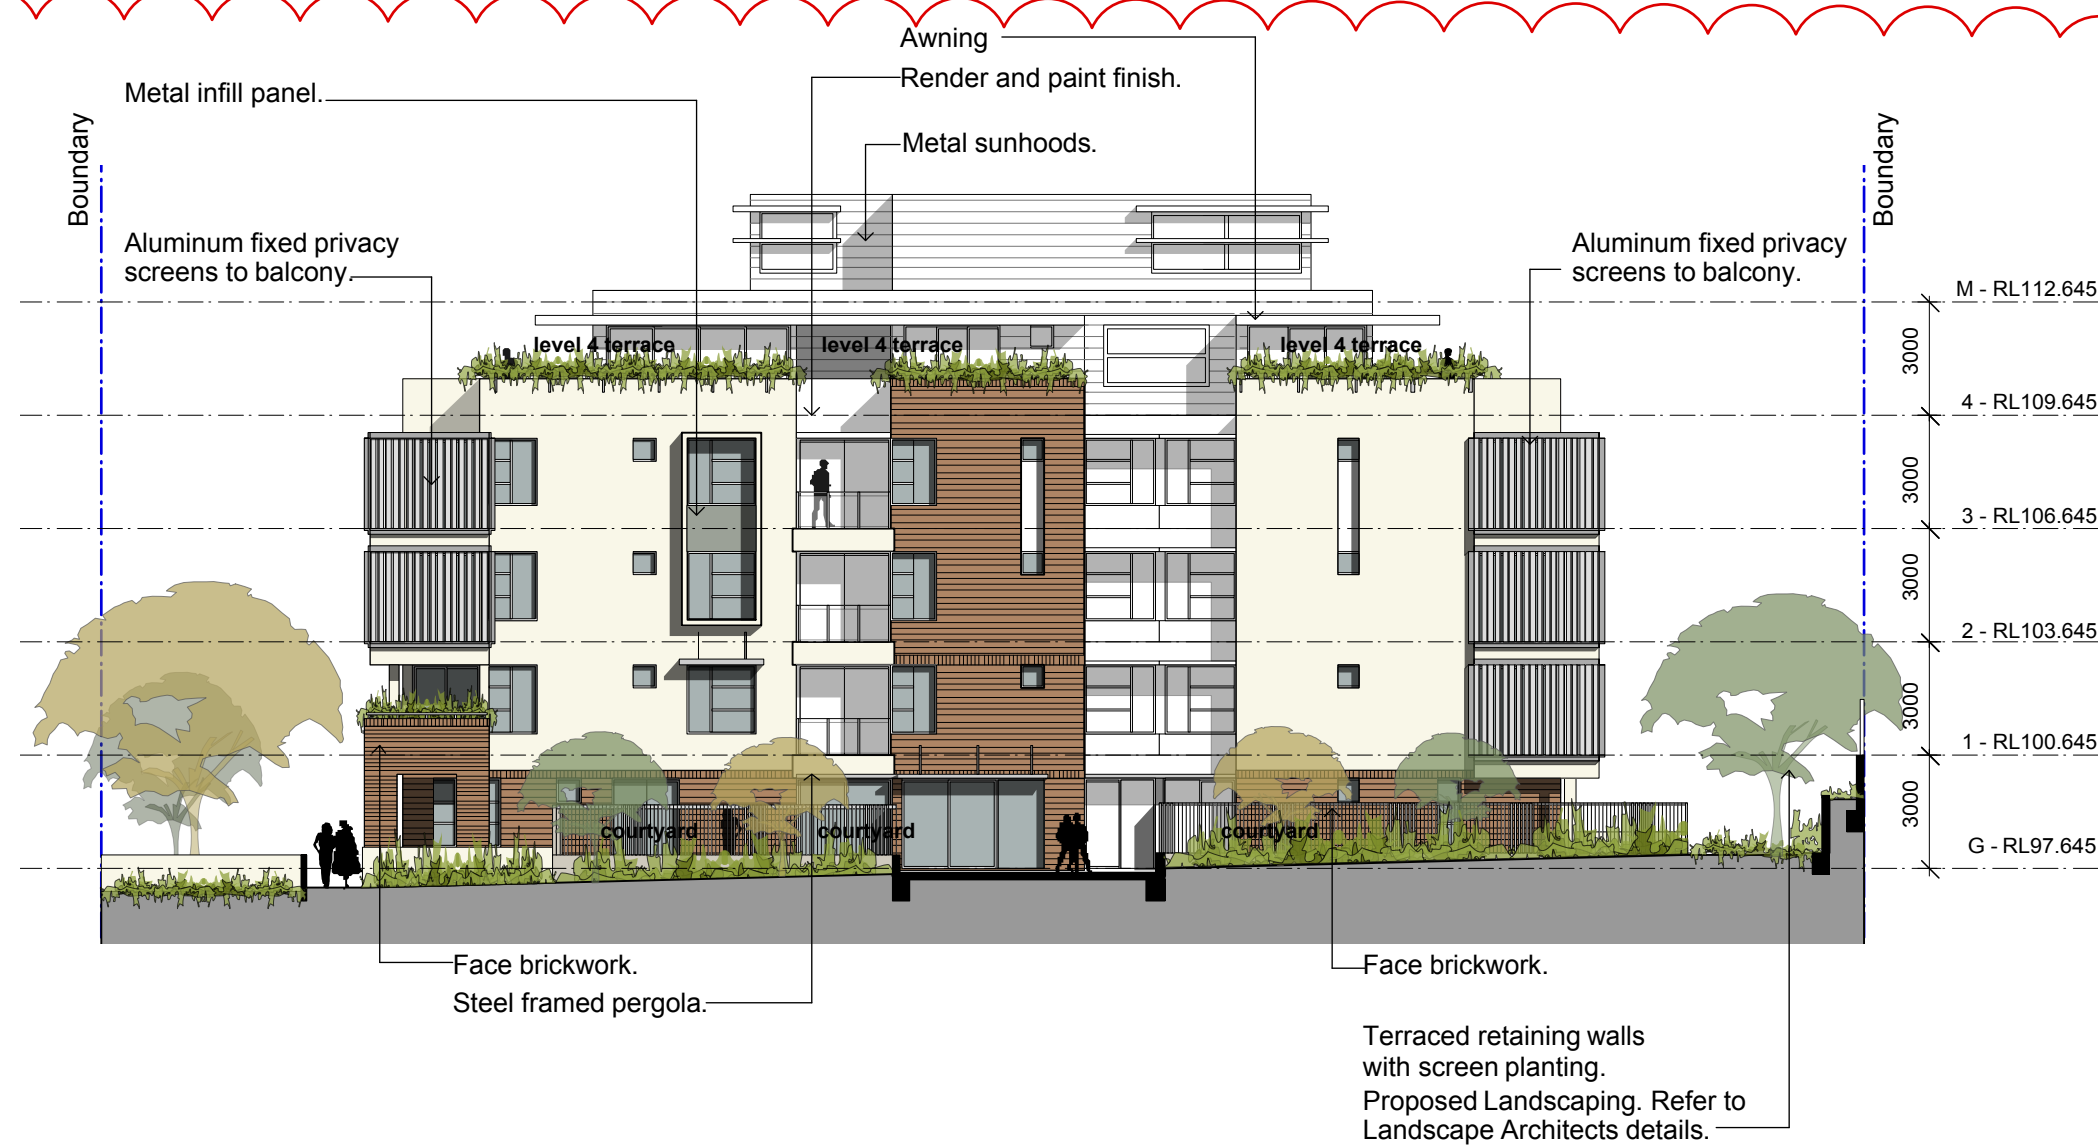 Awning
Render and paint finish.
Metal infill panel.
Metal sunhoods.
Boundary
Boundary
Aluminum fixed privacy
screens to balcony.
Aluminum fixed privacy
screens to balcony.
M - RL112.645
level 4 terrace
level 4 terrace
level 4 terrace
3000
4 - RL109.645
3000
3 - RL106.645
3000
2 - RL103.645
3000
1 - RL100.645
3000
courtyard
courtyard
courtyard
G - RL97.645
Face brickwork.
Face brickwork.
Steel framed pergola.
Terraced retaining walls
with screen planting.
Proposed Landscaping. Refer to
Landscape Architects details.